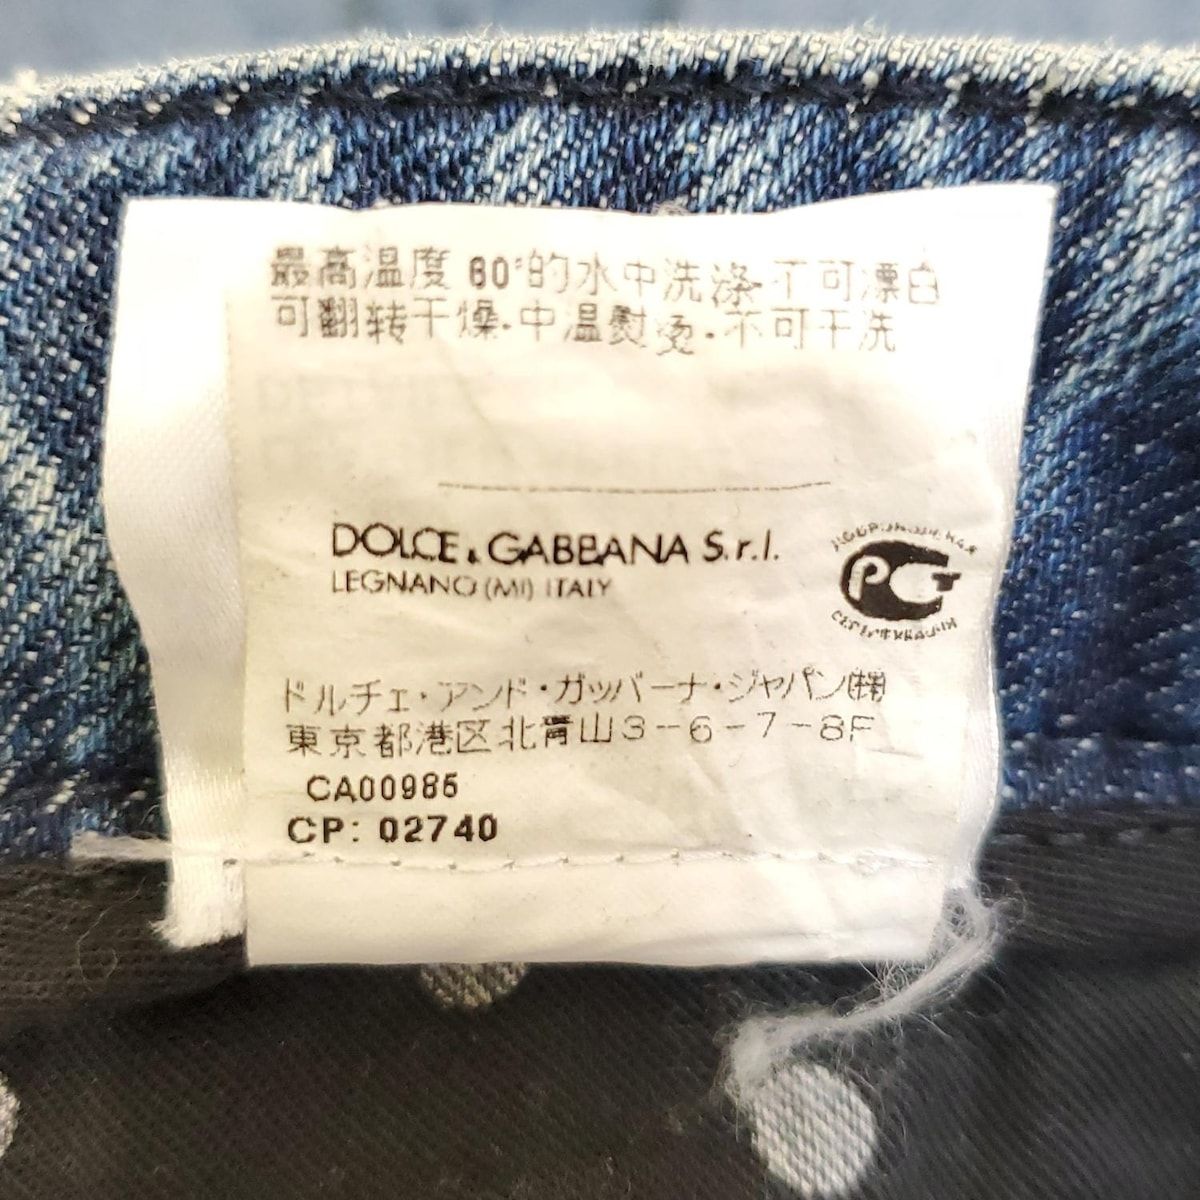 最高温度 60°的水中洗涤·不可漂白
可翻转干燥·中温熨烫·不可干洗
DOLCE & GABBANA S.r.l.
LEGNANO (MI) ITALY
PCT
ドルチェ・アンド・ガッバーナ・ジャパン㈱
東京都港区北青山3-6-7-8F
CA00985
CP: 02740